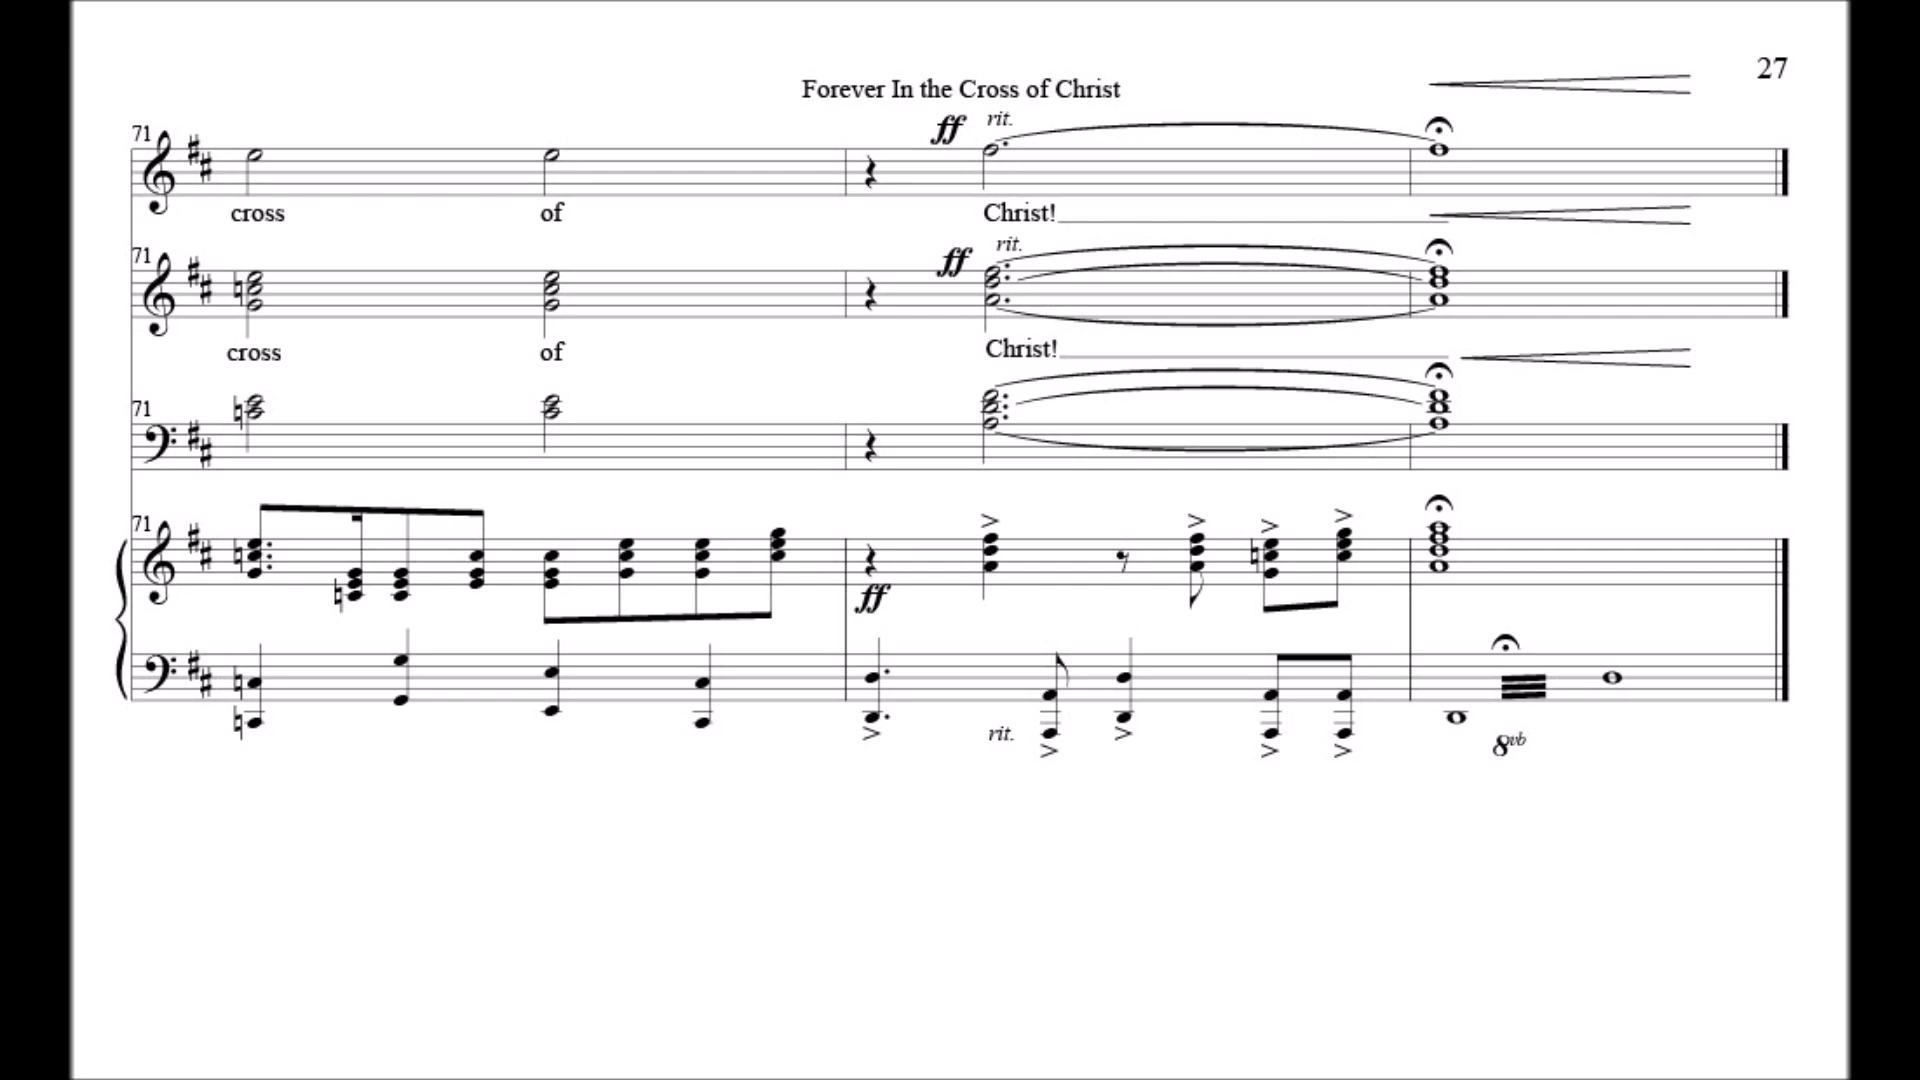 27
Forever In the Cross of Christ
71
ff rit.
cross of Christ!
71
ff rit.
cross of Christ!
71
71
ff
rit.
8vb